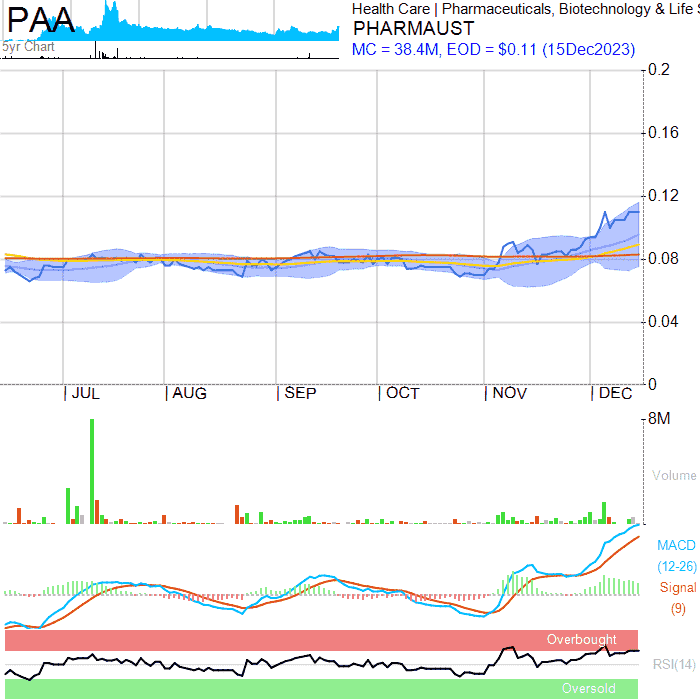 PAA
5yr Chart
Health Care | Pharmaceuticals, Biotechnology & Life S
PHARMAUST
MC = 38.4M, EOD = $0.11 (15Dec2023)
0.2
0.16
0.12
0.08
0.04
0
| JUL | AUG | SEP | OCT | NOV | DEC
8M
Volume
MACD
(12-26)
Signal
(9)
Overbought
RSI(14)
Oversold